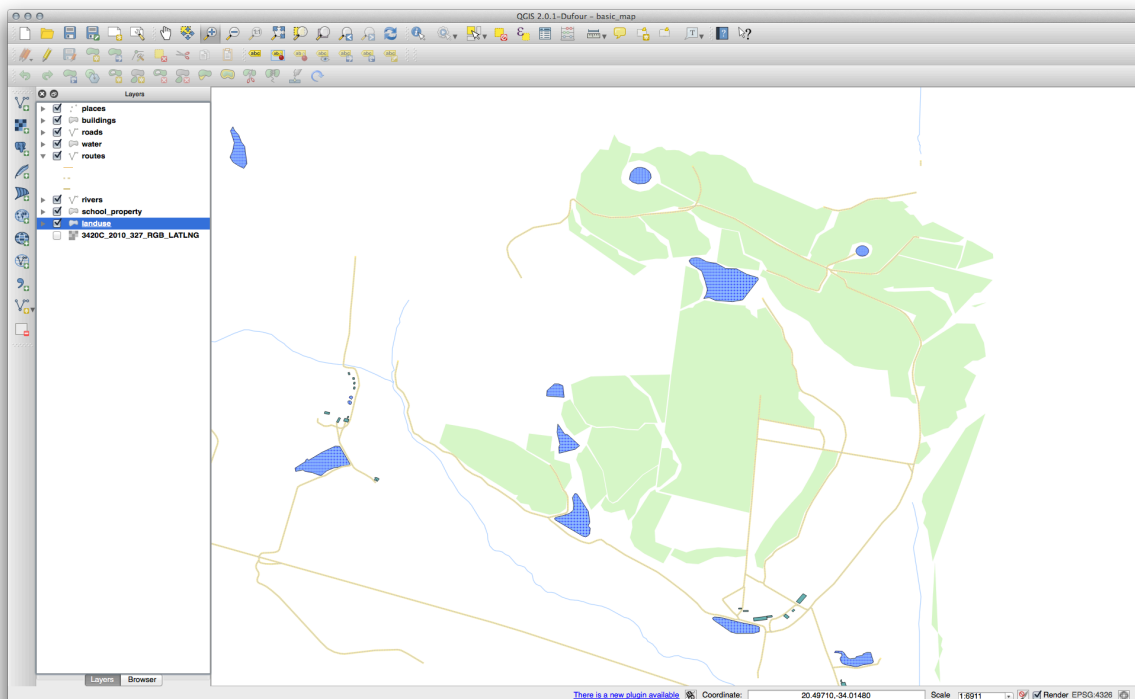 QGIS 2.0.1-Dufour - basic_map
Layers
places
buildings
roads
water
routes
rivers
school_property
landuse
3420C_2010_327_RGB_LATLNG
Layers Browser
There is a new plugin available Coordinate: 20.49710,-34.01480 Scale 1:6911 Render EPSG:4326